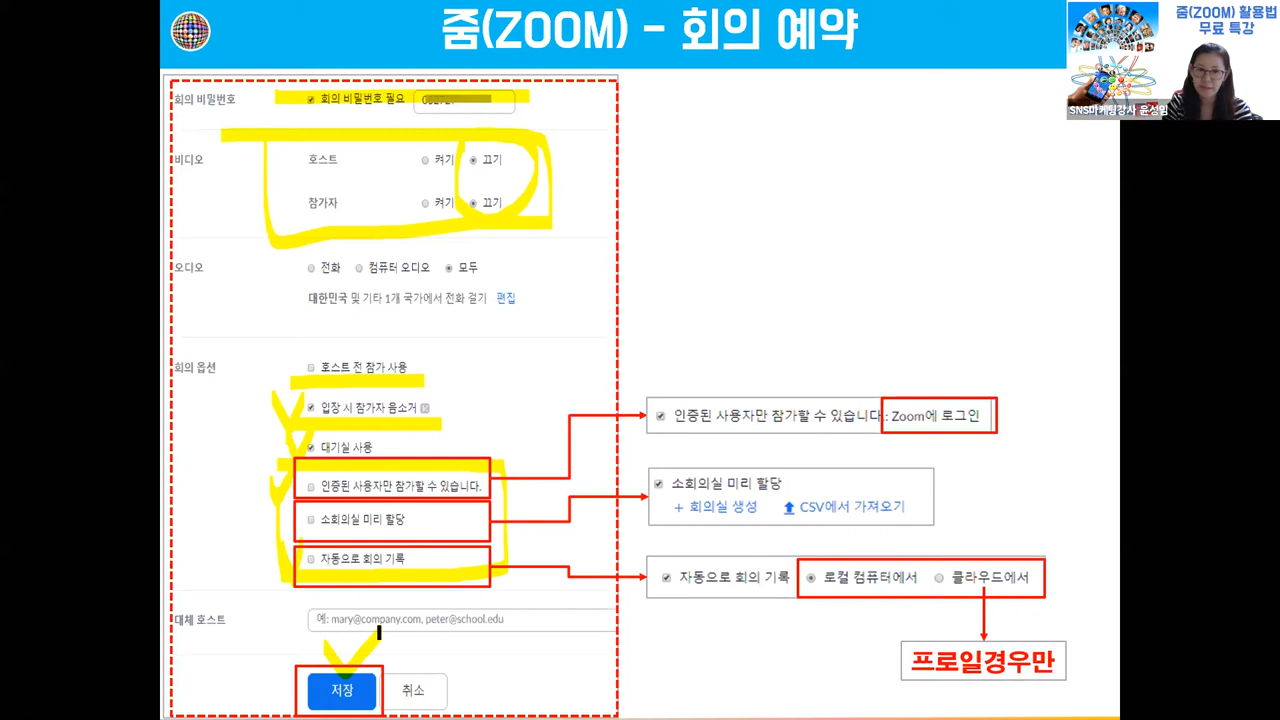 줌(ZOOM) - 회의 예약
줌(ZOOM) 활용법
무료 특강
SNS마케팅강사 윤성임
회의 비밀번호
회의 비밀번호 필요
비디오
호스트
켜기
끄기
참가자
켜기
끄기
오디오
전화
컴퓨터 오디오
모두
대한민국 및 기타 1개 국가에서 전화 걸기 편집
회의 옵션
호스트 전 참가 사용
입장 시 참가자 음소거
대기실 사용
인증된 사용자만 참가할 수 있습니다.
소회의실 미리 할당
자동으로 회의 기록
인증된 사용자만 참가할 수 있습니다: Zoom에 로그인
소회의실 미리 할당
+ 회의실 생성
CSV에서 가져오기
자동으로 회의 기록
로컬 컴퓨터에서
클라우드에서
프로일경우만
대체 호스트
예: mary@company.com, peter@school.edu
저장
취소